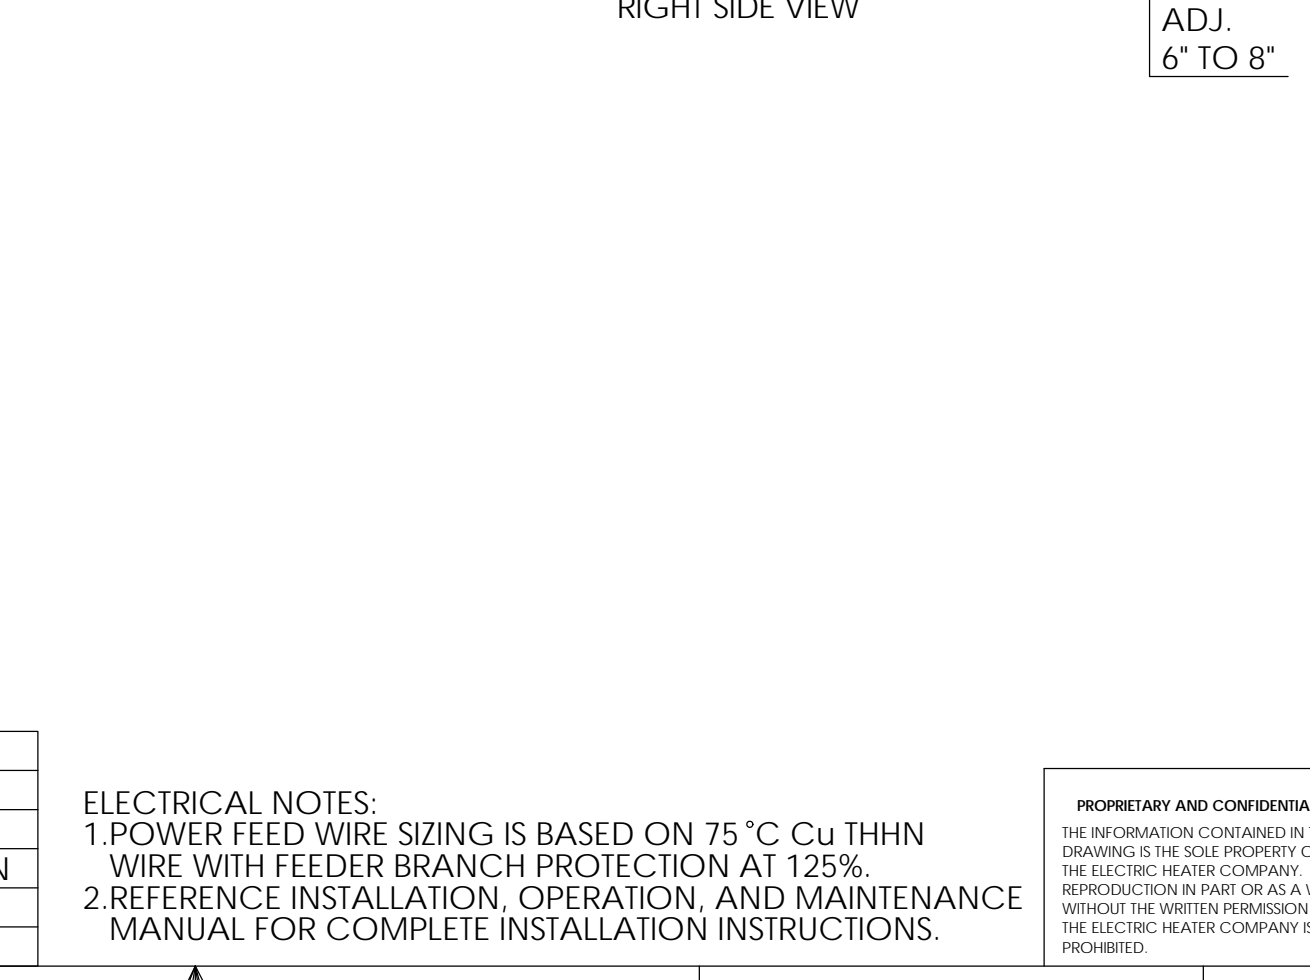 RIGHT SIDE VIEW
ADJ.
6" TO 8"
N
ELECTRICAL NOTES:
1.POWER FEED WIRE SIZING IS BASED ON 75°C Cu THHN
WIRE WITH FEEDER BRANCH PROTECTION AT 125%.
2.REFERENCE INSTALLATION, OPERATION, AND MAINTENANCE
MANUAL FOR COMPLETE INSTALLATION INSTRUCTIONS.
PROPRIETARY AND
THE INFORMATION CONTAINED IN
DRAWING IS THE SOLE PROPERTY
THE ELECTRIC HEATER COMPANY.
REPRODUCTION IN PART OR AS A
WITHOUT THE WRITTEN PERMISSION
THE ELECTRIC HEATER COMPANY
PROHIBITED.